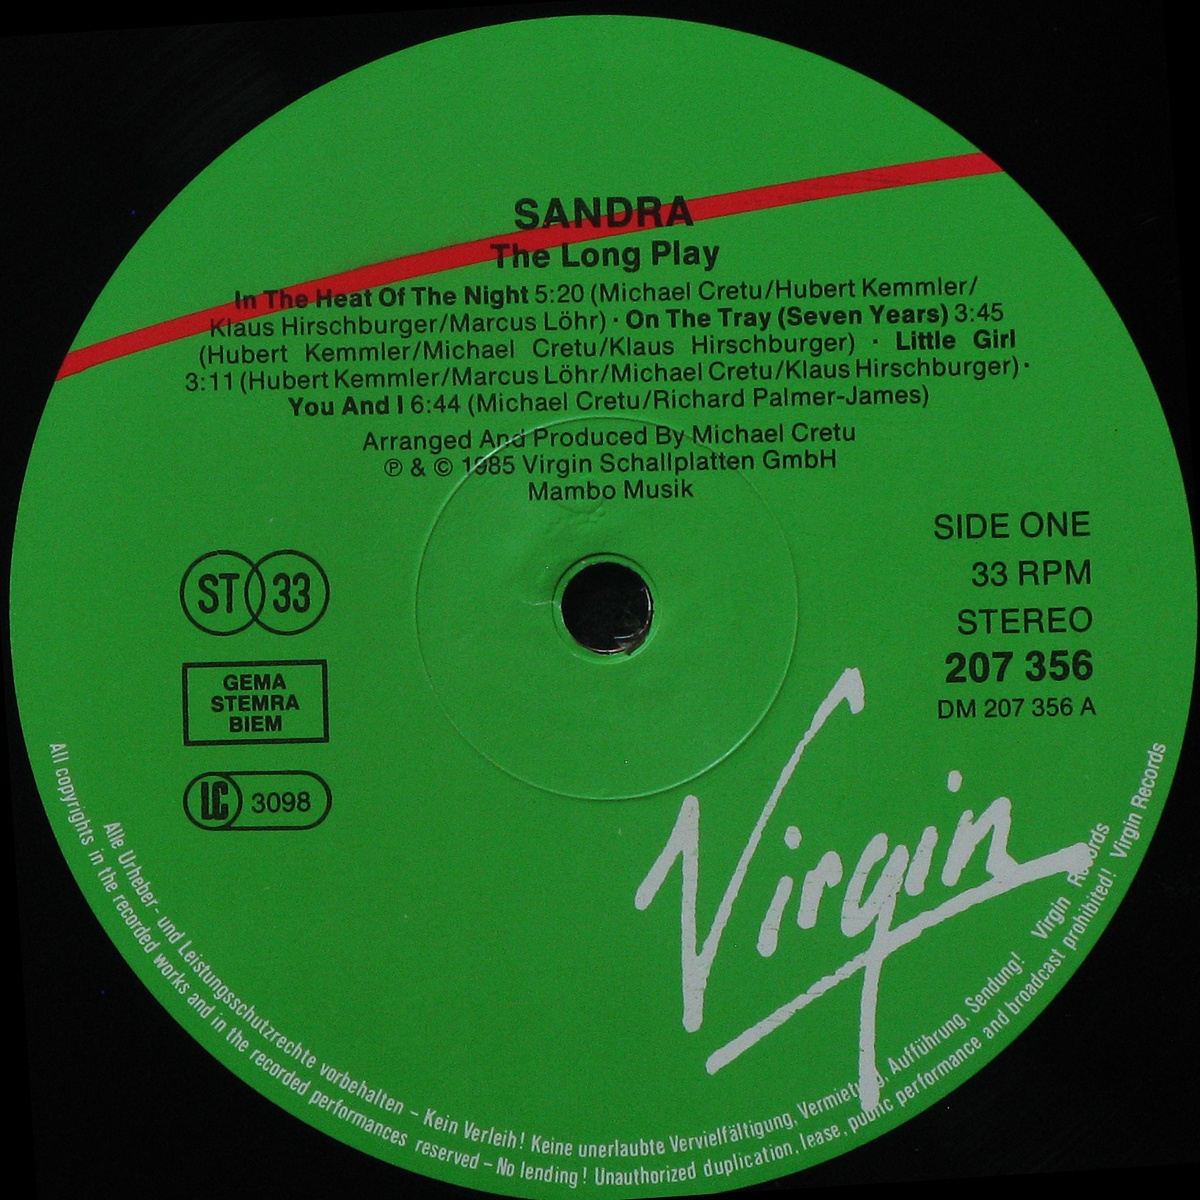 SANDRA
The Long Play
In The Heat Of The Night 5:20 (Michael Cretu/Hubert Kemmler/
Klaus Hirschburger/Marcus Löhr) · On The Tray (Seven Years) 3:45
(Hubert Kemmler/Michael Cretu/Klaus Hirschburger) · Little Girl
3:11 (Hubert Kemmler/Marcus Löhr/Michael Cretu/Klaus Hirschburger) ·
You And I 6:44 (Michael Cretu/Richard Palmer-James)
Arranged And Produced By Michael Cretu
℗ & © 1985 Virgin Schallplatten GmbH
Mambo Musik
SIDE ONE
33 RPM
STEREO
207 356
DM 207 356 A
ST 33
GEMA
STEMRA
BIEM
LC 3098
Virgin
Alle Urheber- und Leistungsschutzrechte vorbehalten – Kein Verleih! Keine unerlaubte Vervielfältigung, Vermietung, Aufführung, Sendung! Virgin Records
All copyrights in the recorded works and in the recorded performances reserved – No lending! Unauthorized duplication, lease, public performance and broadcast prohibited! Virgin Records